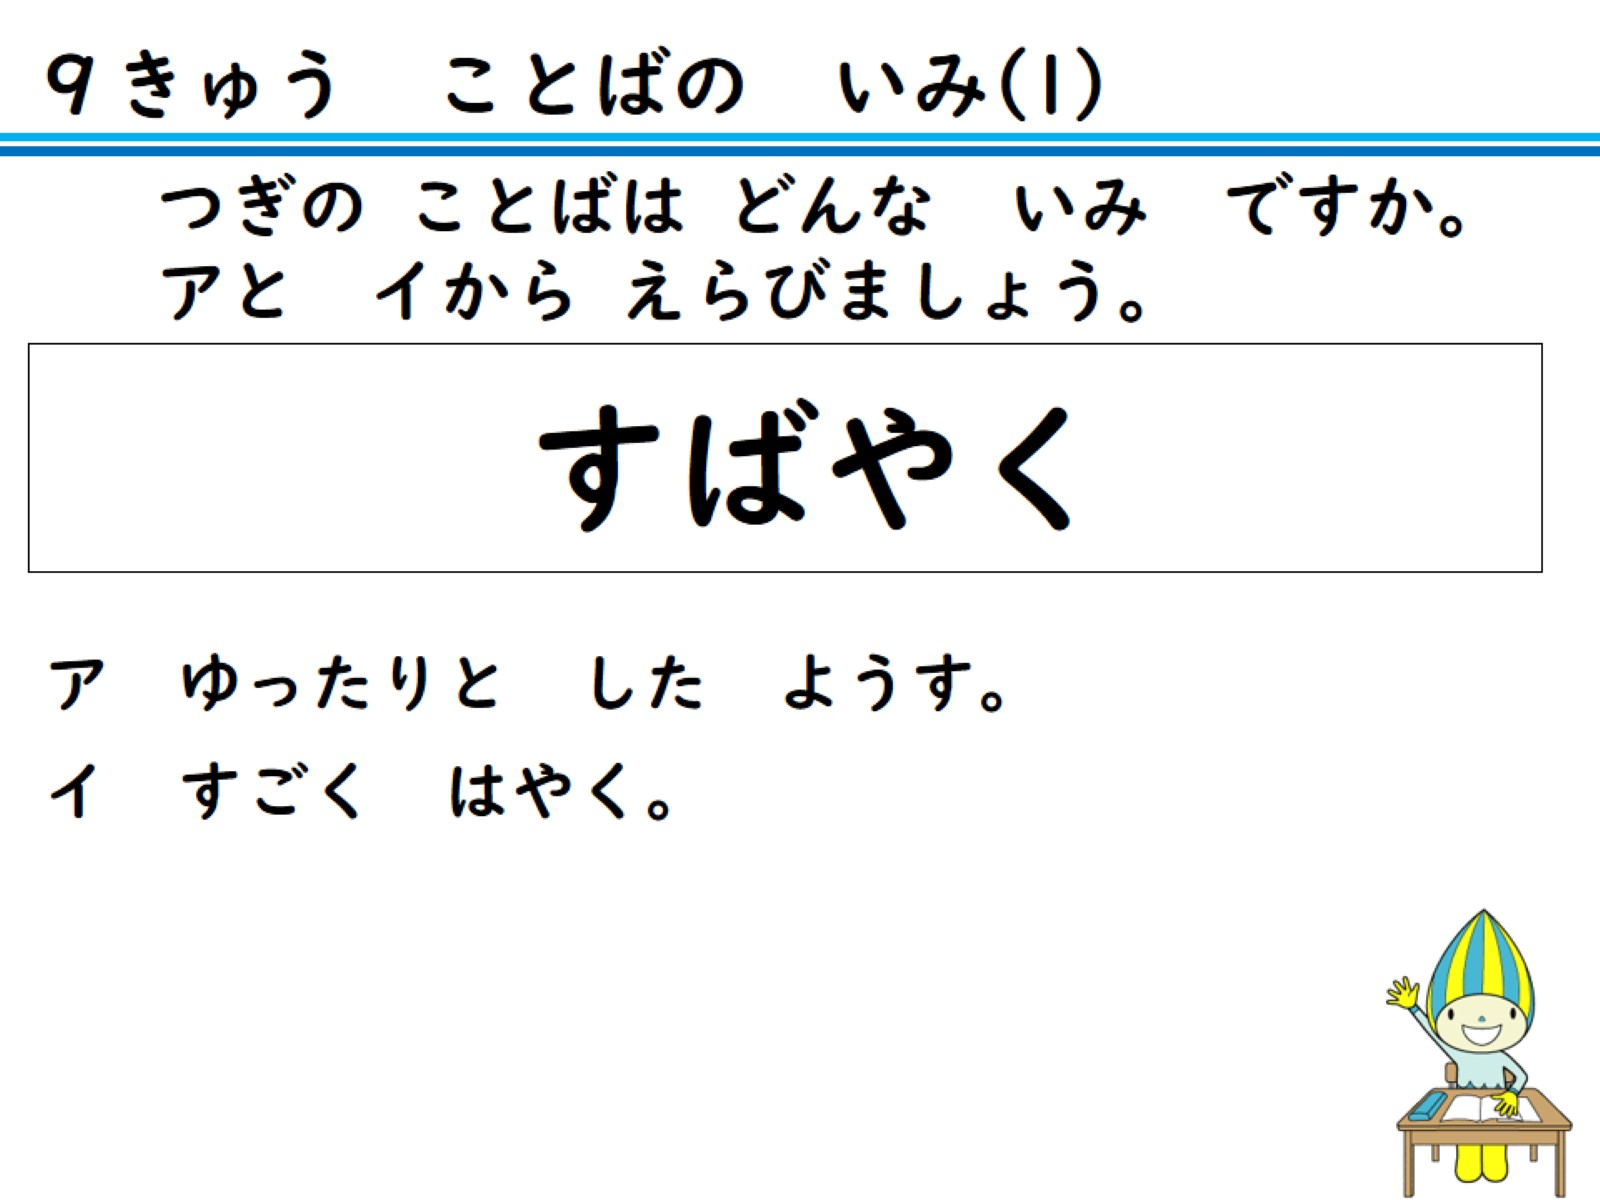 9きゅう　ことばの　いみ(1)
つぎの ことばは どんな　いみ　ですか。
アと　イから えらびましょう。
すばやく
ア　ゆったりと　した　ようす。
イ　すごく　はやく。